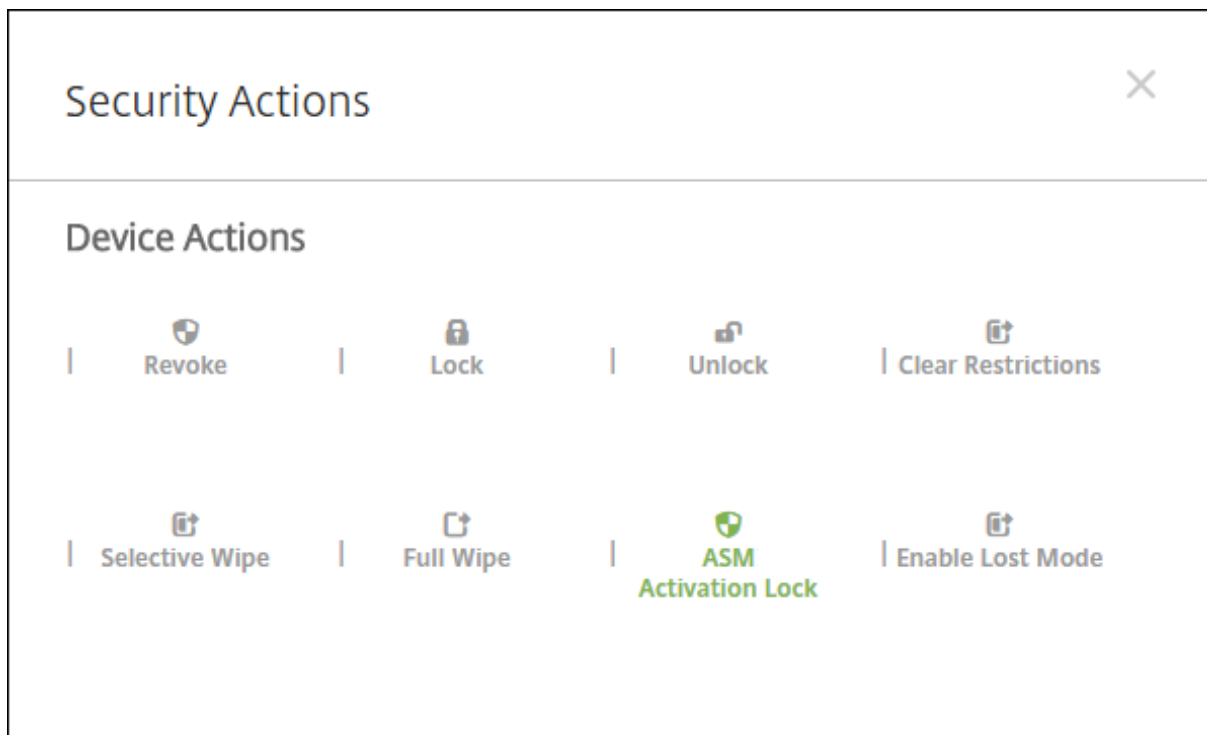 Security Actions
Device Actions
Revoke
Lock
Unlock
Clear Restrictions
Selective Wipe
Full Wipe
ASM
Activation Lock
Enable Lost Mode